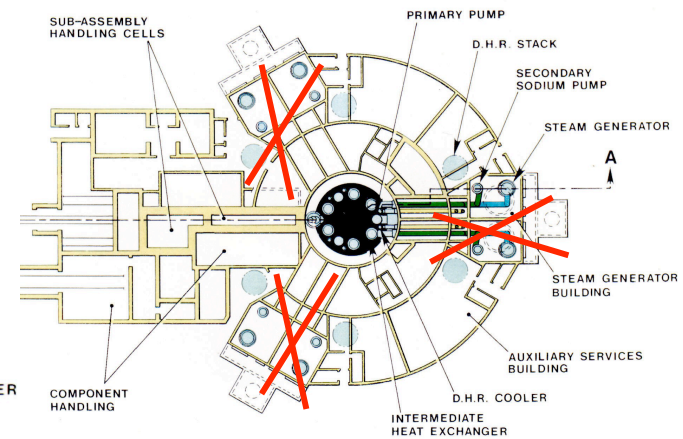 SUB-ASSEMBLY
HANDLING CELLS
PRIMARY PUMP
D.H.R. STACK
SECONDARY
SODIUM PUMP
STEAM GENERATOR
A
STEAM GENERATOR
BUILDING
AUXILIARY SERVICES
BUILDING
D.H.R. COOLER
INTERMEDIATE
HEAT EXCHANGER
COMPONENT
HANDLING
ER